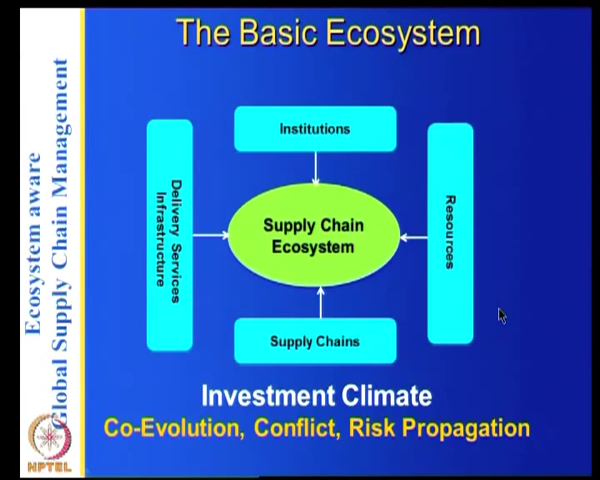 The Basic Ecosystem
Ecosystem aware
Global Supply Chain Management
Institutions
Delivery Services
Infrastructure
Supply Chain
Ecosystem
Resources
Supply Chains
Investment Climate
Co-Evolution, Conflict, Risk Propagation
NPTEL